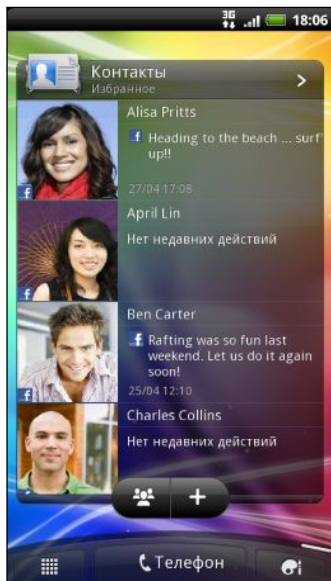 3G 18:06
Контакты
Избранное
Alisa Pritts
Heading to the beach ... surf
up!!
27/04 17:08
April Lin
Нет недавних действий
Ben Carter
Rafting was so fun last
weekend. Let us do it again
soon!
25/04 12:10
Charles Collins
Нет недавних действий
Телефон